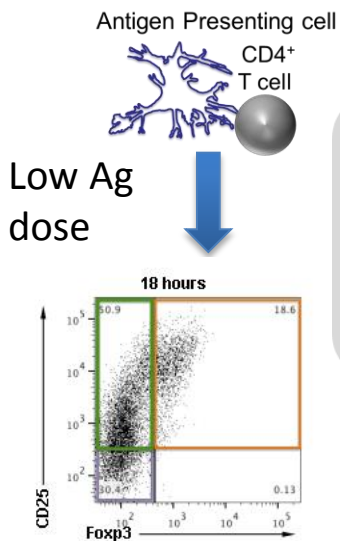 Antigen Presenting cell
CD4⁺
T cell
Low Ag
dose
18 hours
50.9
18.6
10⁵
10⁴
10³
10²
30.4
0.13
10² 10³ 10⁴ 10⁵
CD25
Foxp3